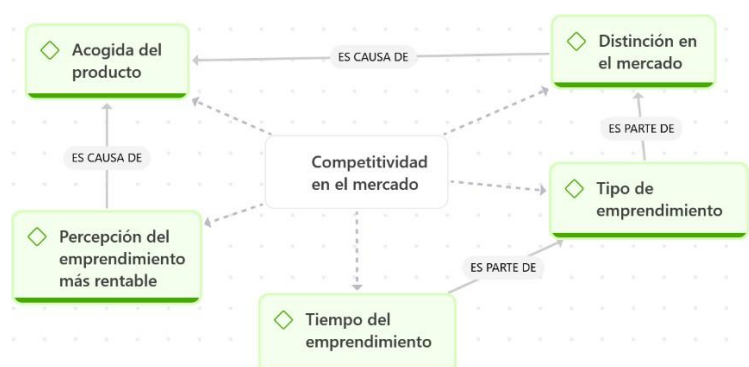 Acogida del
producto
ES CAUSA DE
Distinción en
el mercado
ES CAUSA DE
ES PARTE DE
Competitividad
en el mercado
Tipo de
emprendimiento
Percepción del
emprendimiento
más rentable
ES PARTE DE
Tiempo del
emprendimiento